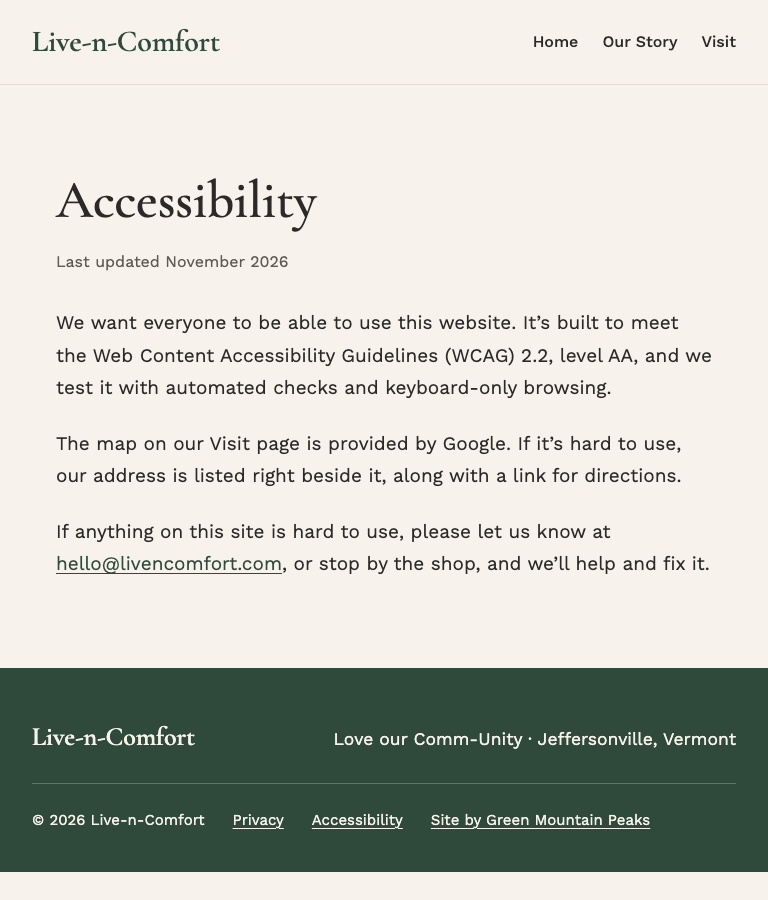 Live-n-Comfort
Home Our Story Visit
Accessibility
Last updated November 2026
We want everyone to be able to use this website. It’s built to meet
the Web Content Accessibility Guidelines (WCAG) 2.2, level AA, and we
test it with automated checks and keyboard-only browsing.
The map on our Visit page is provided by Google. If it’s hard to use,
our address is listed right beside it, along with a link for directions.
If anything on this site is hard to use, please let us know at
hello@livencomfort.com, or stop by the shop, and we’ll help and fix it.
Live-n-Comfort
Love our Comm-Unity · Jeffersonville, Vermont
© 2026 Live-n-Comfort Privacy Accessibility Site by Green Mountain Peaks